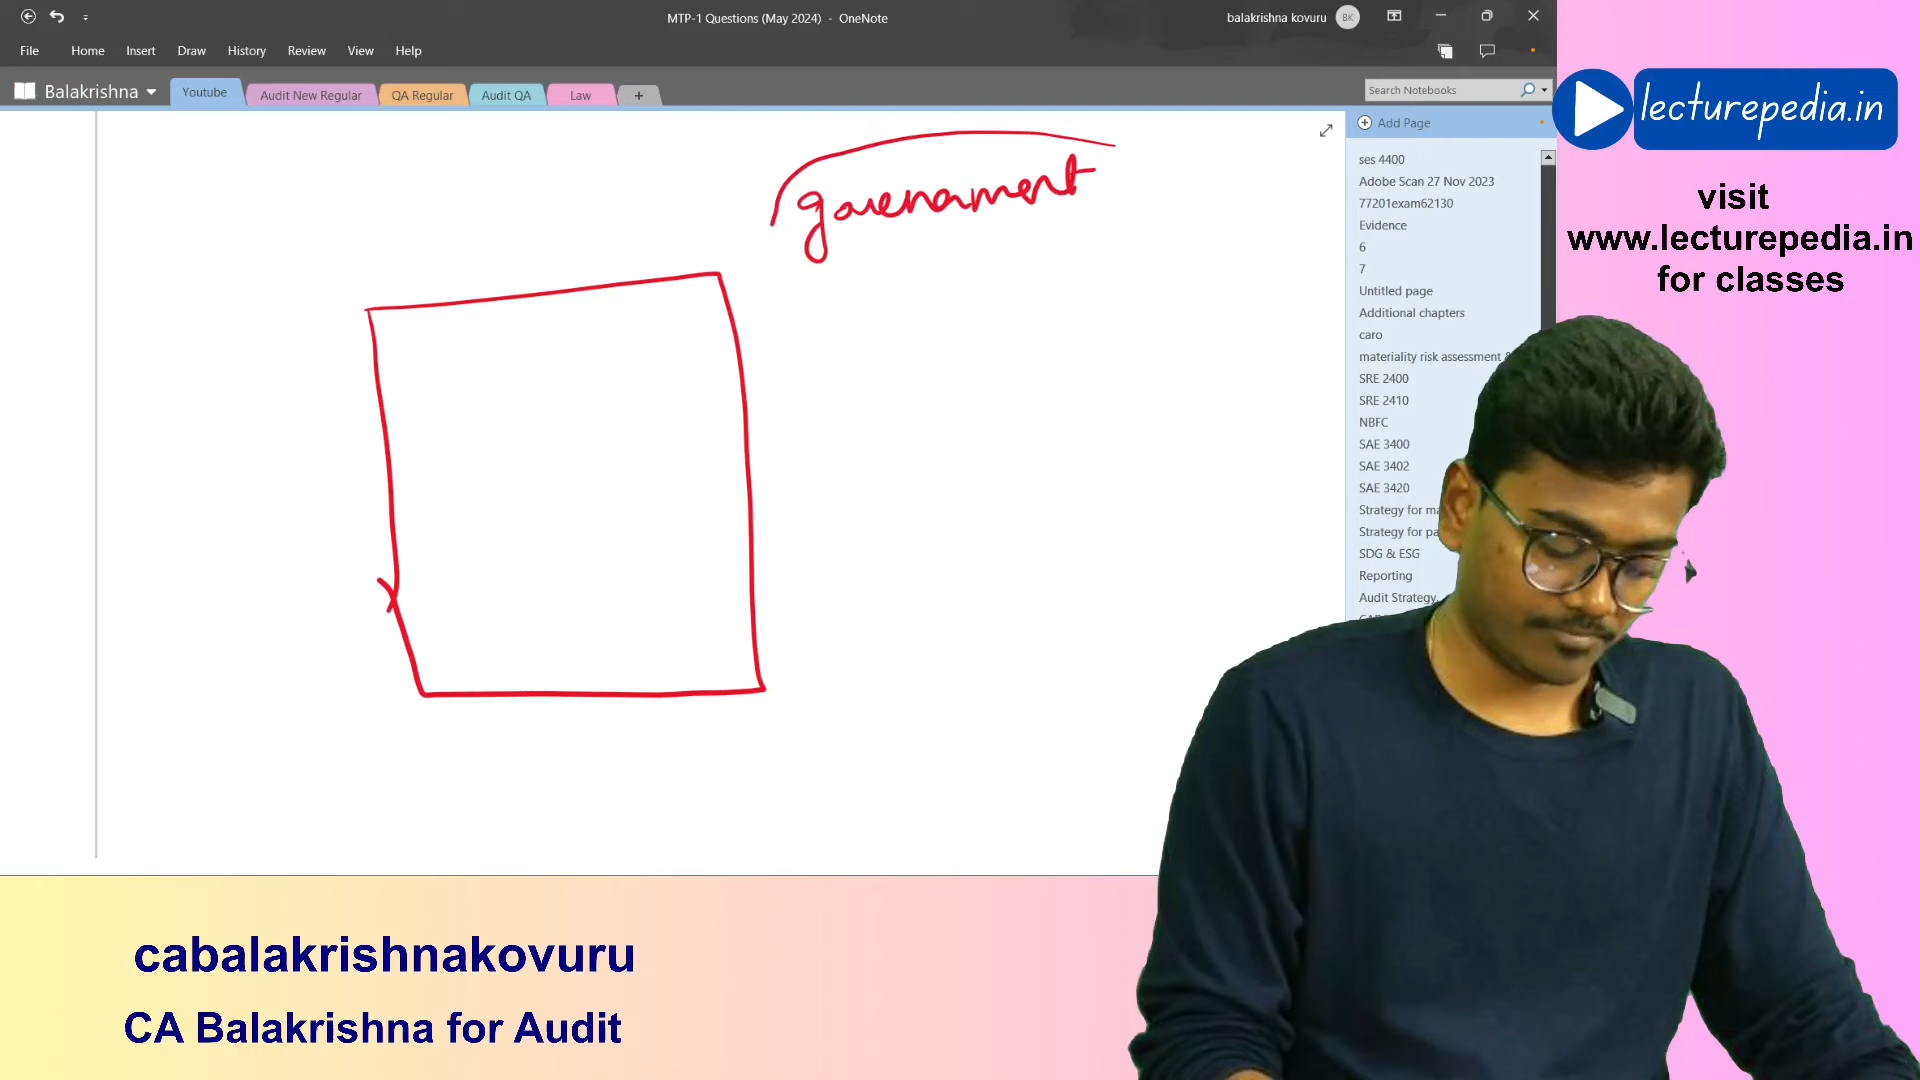 MTP-1 Questions (May 2024) - OneNote
balakrishna kovuru BK
File Home Insert Draw History Review View Help
Balakrishna Youtube Audit New Regular QA Regular Audit QA Law +
Search Notebooks
Add Page
ses 4400
Adobe Scan 27 Nov 2023
77201exam62130
Evidence
6
7
Untitled page
Additional chapters
caro
materiality risk assessment &
SRE 2400
SRE 2410
NBFC
SAE 3400
SAE 3402
SAE 3420
Strategy for ma
Strategy for pa
SDG & ESG
Reporting
Audit Strategy,
lecturepedia.in
visit
www.lecturepedia.in
for classes
cabalakrishnakovuru
CA Balakrishna for Audit